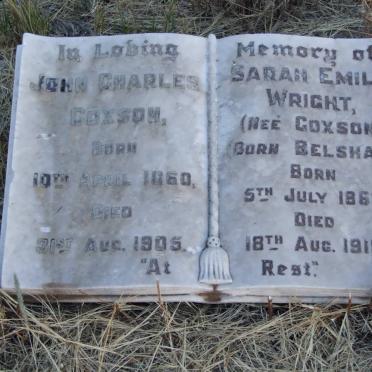 In Loving Memory of
JOHN CHARLES
COXSON,
BORN
10TH APRIL 1860,
DIED
31ST AUG. 1905.
SARAH EMIL
WRIGHT,
(NEE COXSON
(BORN BELSHA
BORN
5TH JULY 186
DIED
18TH AUG. 191
"At Rest."